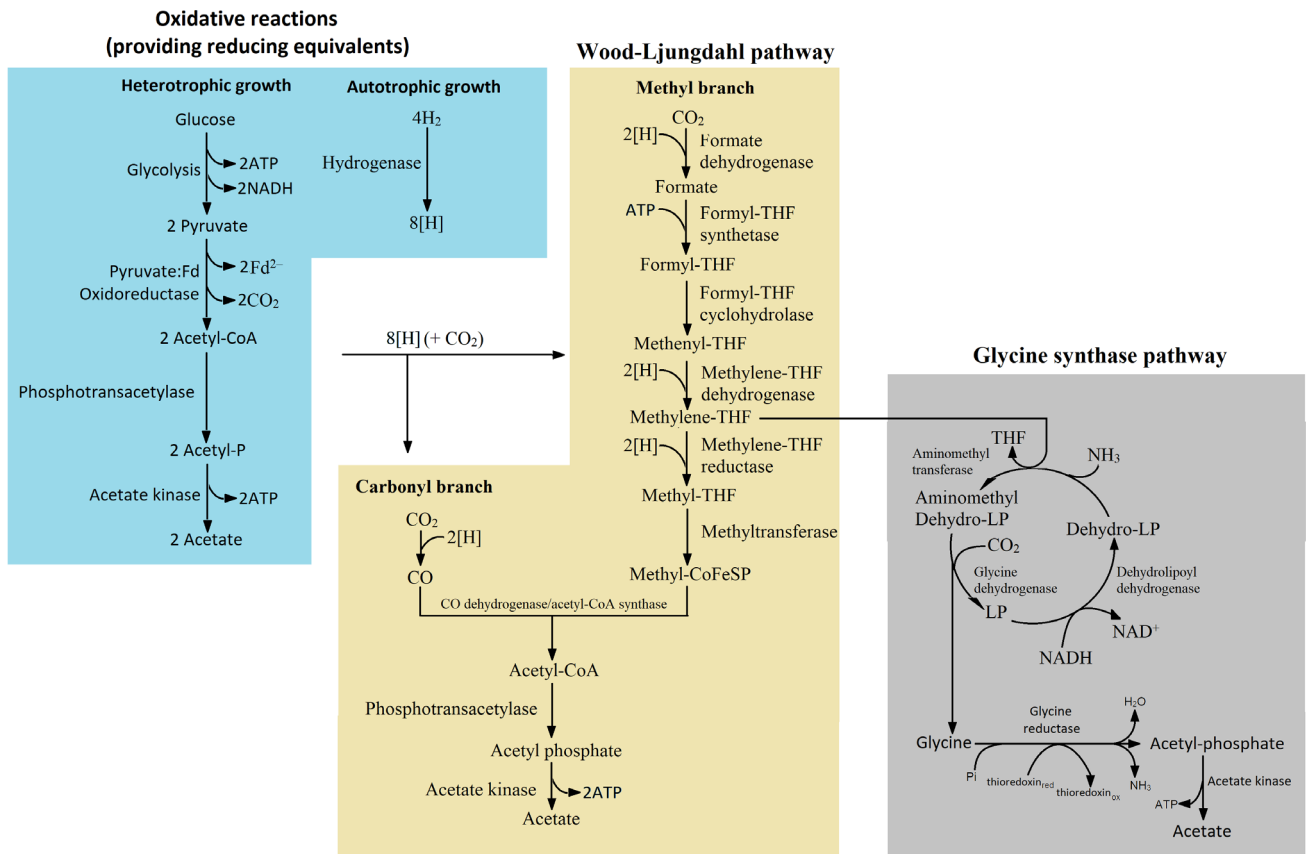 Oxidative reactions
(providing reducing equivalents)
Heterotrophic growth
Glucose
Glycolysis
2ATP
2NADH
2 Pyruvate
Pyruvate:Fd
Oxidoreductase
2Fd²⁻
2CO₂
2 Acetyl-CoA
Phosphotransacetylase
2 Acetyl-P
Acetate kinase
2ATP
2 Acetate
Autotrophic growth
4H₂
Hydrogenase
8[H]
8[H] (+ CO₂)
Wood-Ljungdahl pathway
Methyl branch
CO₂
2[H]
Formate
dehydrogenase
Formate
ATP
Formyl-THF
synthetase
Formyl-THF
Formyl-THF
cyclohydrolase
Methenyl-THF
2[H]
Methylene-THF
dehydrogenase
Methylene-THF
2[H]
Methylene-THF
reductase
Methyl-THF
Methyltransferase
Methyl-CoFeSP
Carbonyl branch
CO₂
2[H]
CO
CO dehydrogenase/acetyl-CoA synthase
Acetyl-CoA
Phosphotransacetylase
Acetyl phosphate
Acetate kinase
2ATP
Acetate
Glycine synthase pathway
THF
Aminomethyl
transferase
NH₃
Aminomethyl
Dehydro-LP
Dehydro-LP
CO₂
Glycine
dehydrogenase
Dehydrolipoyl
dehydrogenase
LP
NAD⁺
NADH
Glycine
Glycine
reductase
H₂O
Acetyl-phosphate
Pi
thioredoxin_red
thioredoxin_ox
NH₃
Acetate kinase
ATP
Acetate